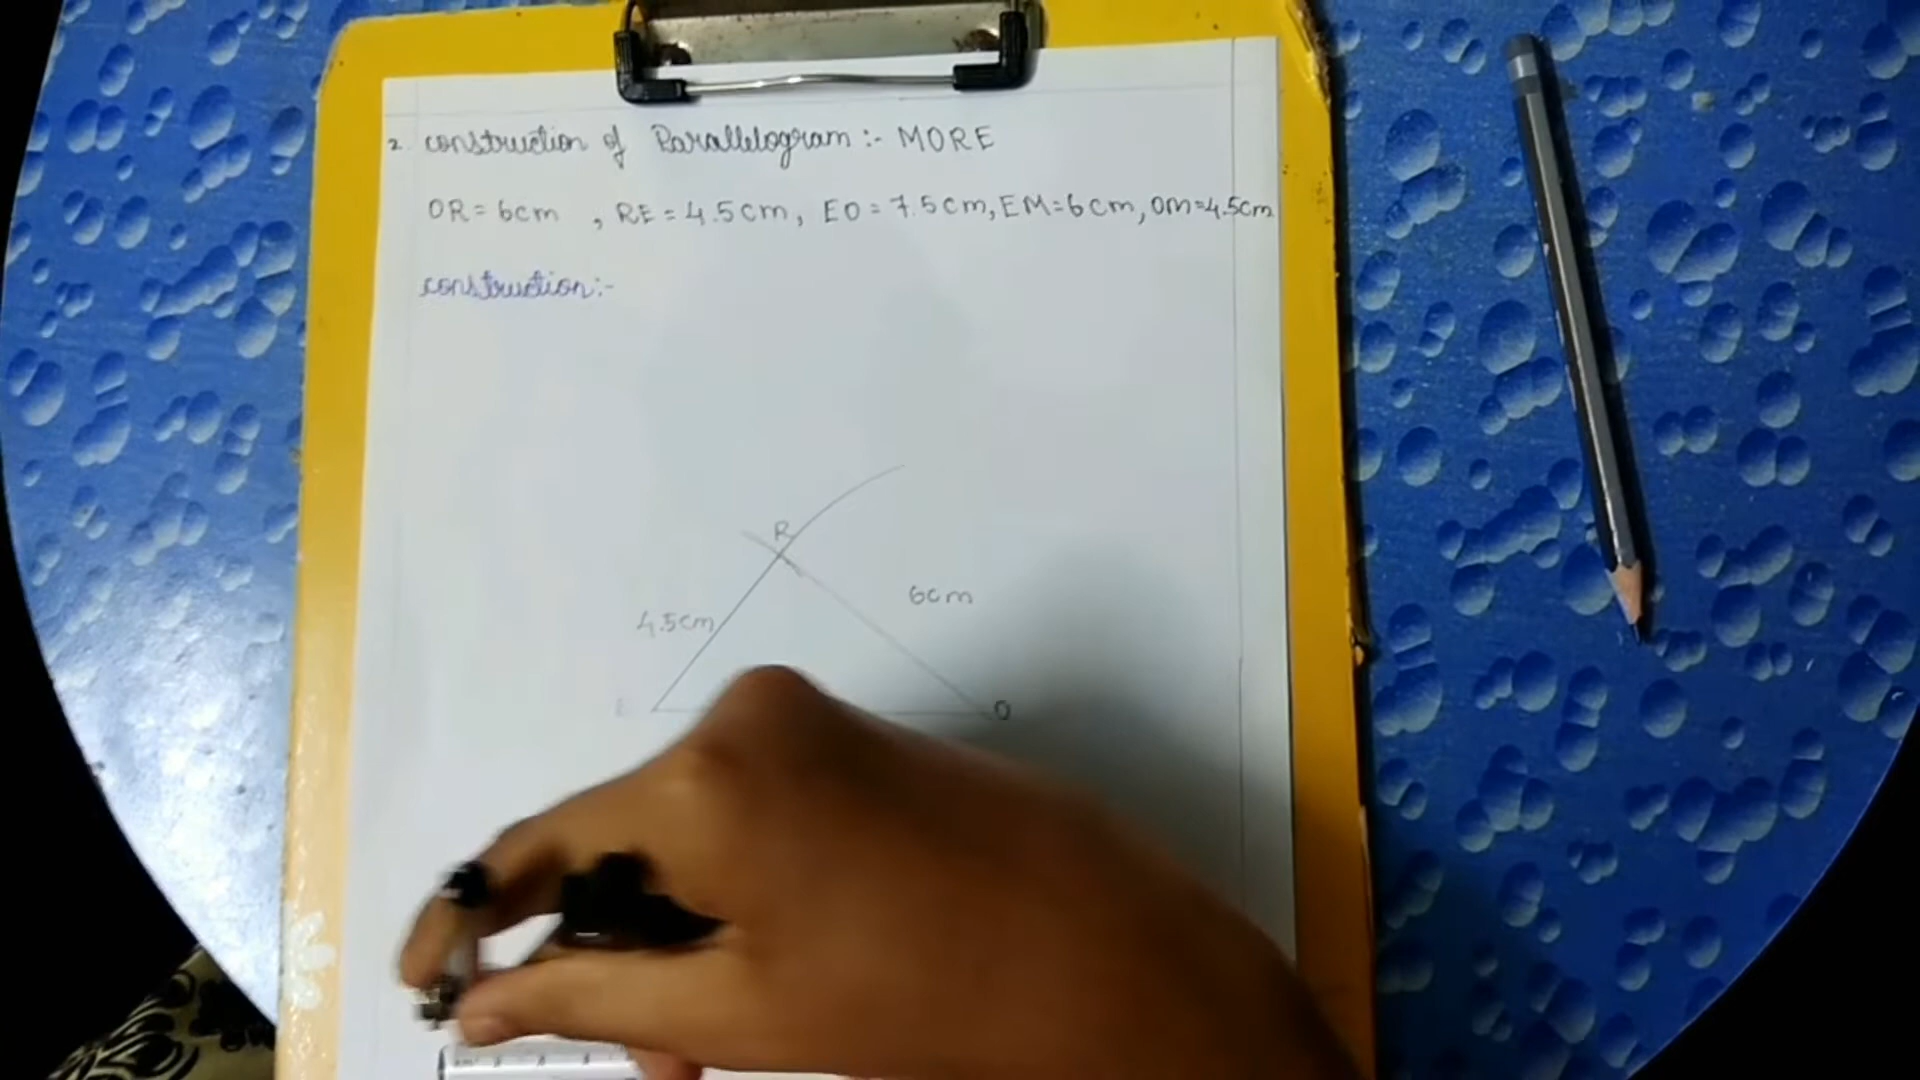 2. construction of Parallelogram :- MORE
OR = 6cm , RE = 4.5cm, EO = 7.5cm, EM=6cm, OM=4.5cm
construction:-
R
4.5cm
6cm
O